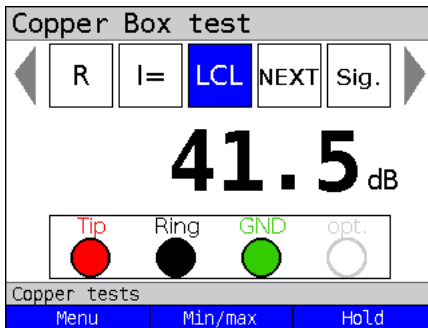 Copper Box test
R I= LCL NEXT Sig.
41.5 dB
Tip Ring GND opt.
Copper tests
Menu Min/max Hold